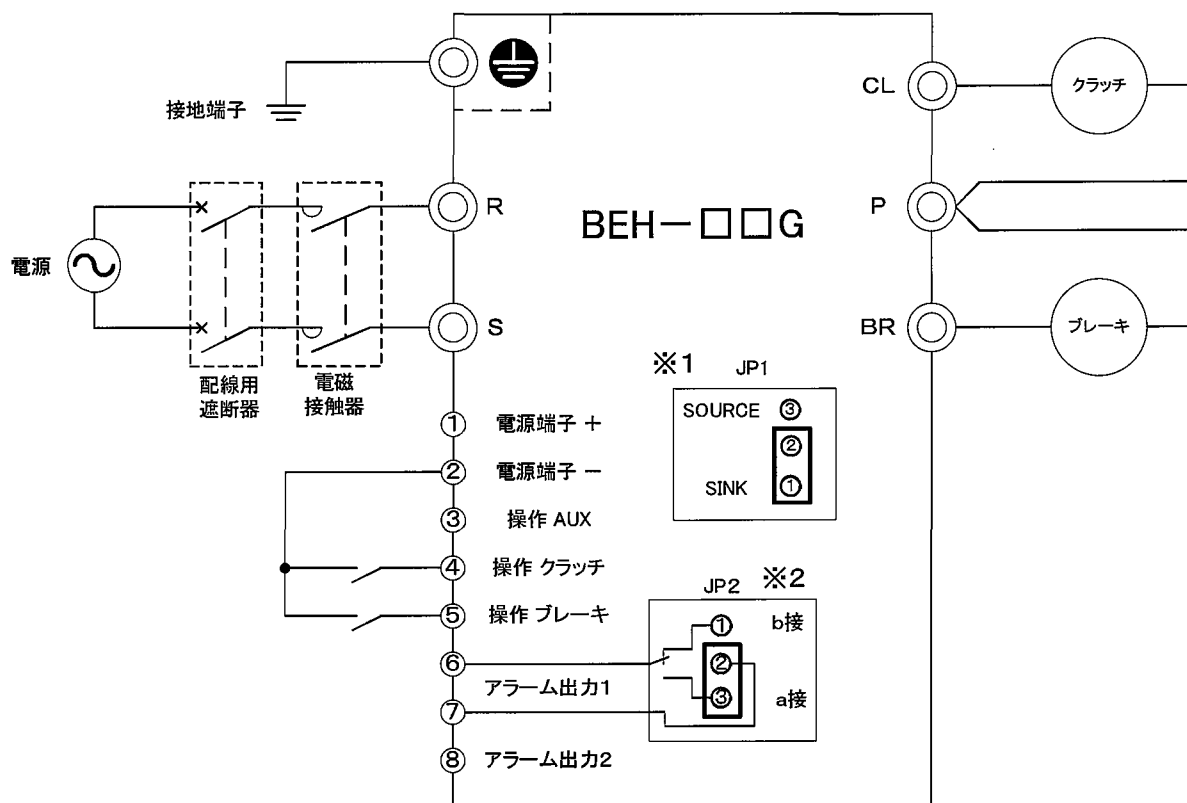 接地端子
CL
クラッチ
電源
R
BEH－□□G
P
S
BR
ブレーキ
配線用
遮断器
電磁
接触器
※1
JP1
SOURCE ③
②
SINK ①
① 電源端子 ＋
② 電源端子 －
③ 操作 AUX
④ 操作 クラッチ
⑤ 操作 ブレーキ
JP2 ※2
① b接
②
③ a接
⑥
アラーム出力1
⑦
⑧ アラーム出力2